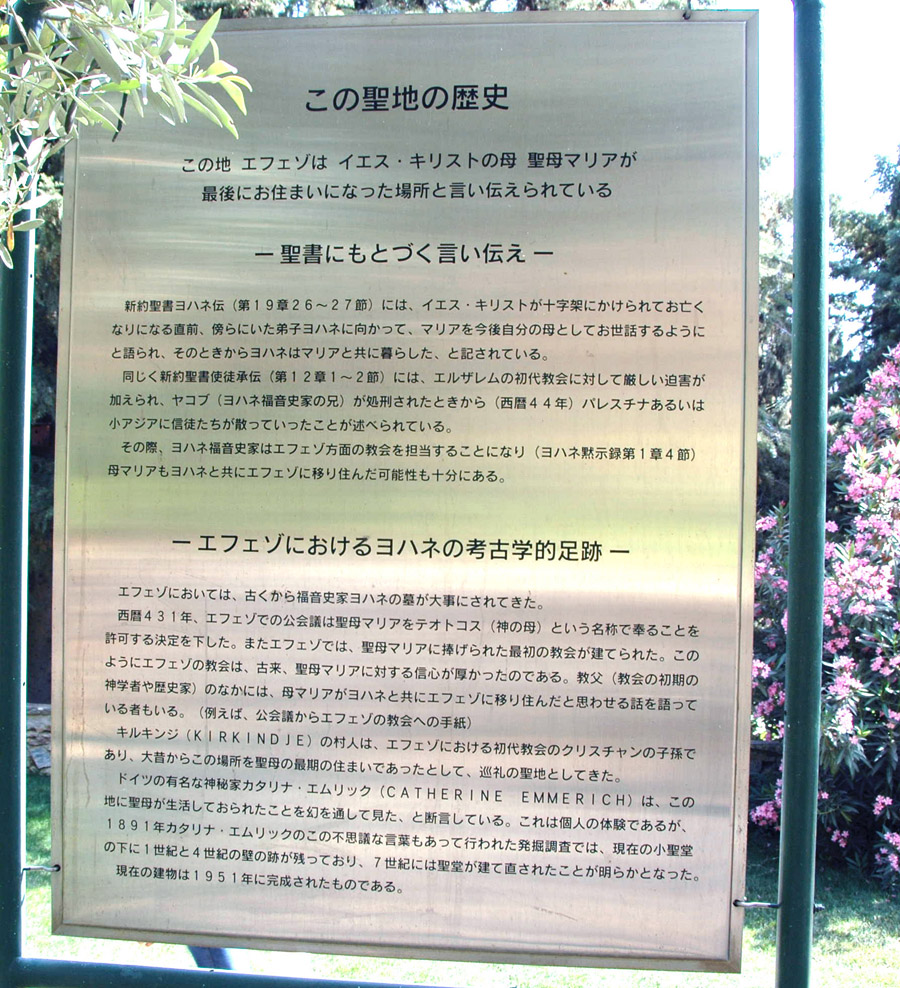 この聖地の歴史
この地 エフェゾは イエス・キリストの母 聖母マリアが
最後にお住まいになった場所と言い伝えられている
― 聖書にもとづく言い伝え ―
新約聖書ヨハネ伝（第１９章２６～２７節）には、イエス・キリストが十字架にかけられてお亡く
なりになる直前、傍らにいた弟子ヨハネに向かって、マリアを今後自分の母としてお世話するように
と語られ、そのときからヨハネはマリアと共に暮らした、と記されている。
同じく新約聖書使徒承伝（第１２章１～２節）には、エルザレムの初代教会に対して厳しい迫害が
加えられ、ヤコブ（ヨハネ福音史家の兄）が処刑されたときから（西暦４４年）パレスチナあるいは
小アジアに信徒たちが散っていったことが述べられている。
その際、ヨハネ福音史家はエフェゾ方面の教会を担当することになり（ヨハネ黙示録第１章４節）
母マリアもヨハネと共にエフェゾに移り住んだ可能性も十分にある。
― エフェゾにおけるヨハネの考古学的足跡 ―
エフェゾにおいては、古くから福音史家ヨハネの墓が大事にされてきた。
西暦４３１年、エフェゾでの公会議は聖母マリアをテオトコス（神の母）という名称で奉ることを
許可する決定を下した。またエフェゾでは、聖母マリアに捧げられた最初の教会が建てられた。この
ようにエフェゾの教会は、古来、聖母マリアに対する信心が厚かったのである。教父（教会の初期の
神学者や歴史家）のなかには、母マリアがヨハネと共にエフェゾに移り住んだと思わせる話を語って
いる者もいる。（例えば、公会議からエフェゾの教会への手紙）
キルキンジ（ＫＩＲＫＩＮＤＪＥ）の村人は、エフェゾにおける初代教会のクリスチャンの子孫で
あり、大昔からこの場所を聖母の最期の住まいであったとして、巡礼の聖地としてきた。
ドイツの有名な神秘家カタリナ・エムリック（ＣＡＴＨＥＲＩＮＥ　ＥＭＭＥＲＩＣＨ）は、この
地に聖母が生活しておられたことを幻を通して見た、と断言している。これは個人の体験であるが、
１８９１年カタリナ・エムリックのこの不思議な言葉もあって行われた発掘調査では、現在の小聖堂
の下に１世紀と４世紀の壁の跡が残っており、７世紀には聖堂が建て直されたことが明らかとなった。
現在の建物は１９５１年に完成されたものである。